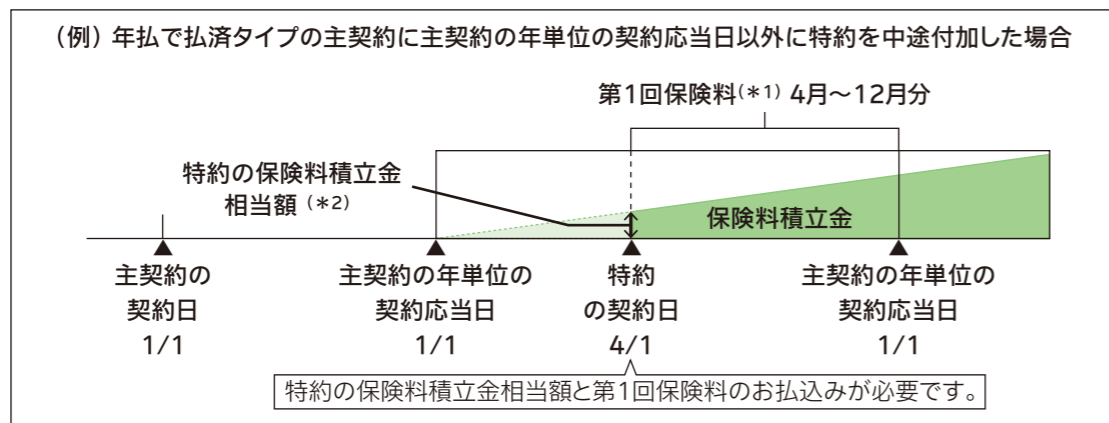 (例) 年払で払済タイプの主契約に主契約の年単位の契約応当日以外に特約を中途付加した場合
第1回保険料(*1) 4月〜12月分
特約の保険料積立金
相当額 (*2)
保険料積立金
主契約の
契約日
1/1
主契約の年単位の
契約応当日
1/1
特約
の契約日
4/1
主契約の年単位の
契約応当日
1/1
特約の保険料積立金相当額と第1回保険料のお払込みが必要です。